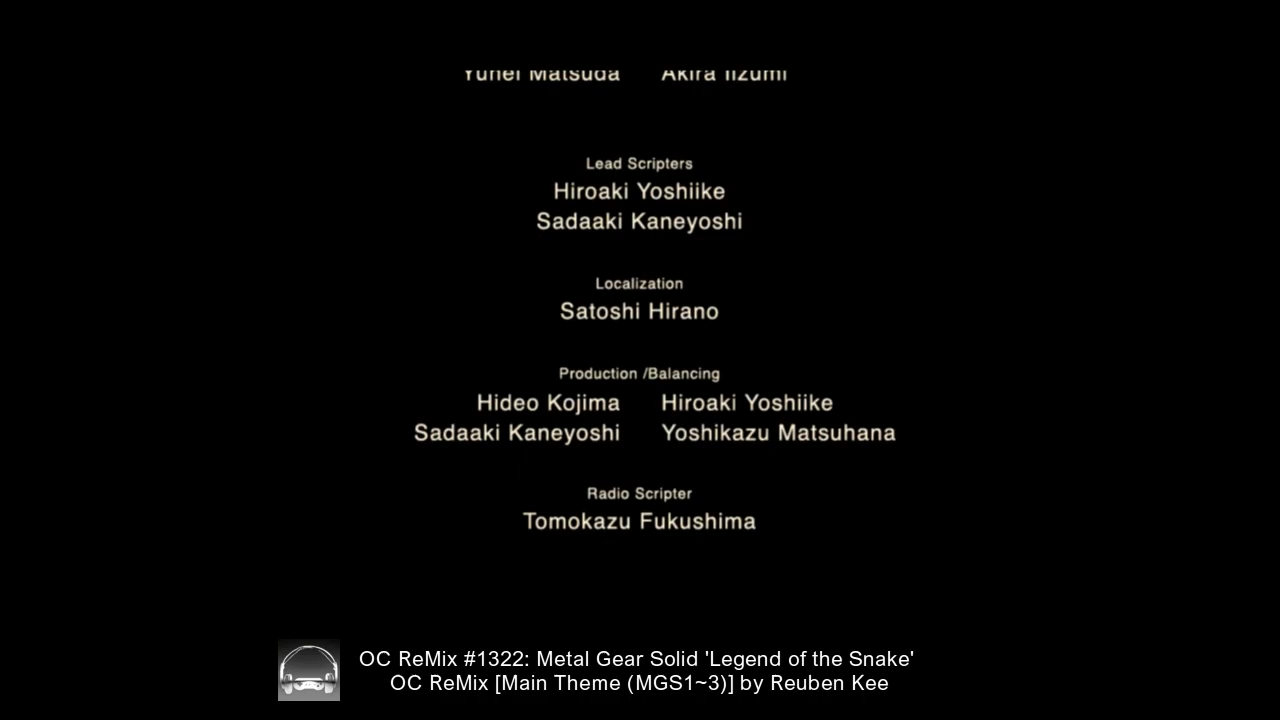 Yuhei Matsuda Akira Iizumi
Lead Scripters
Hiroaki Yoshiike
Sadaaki Kaneyoshi
Localization
Satoshi Hirano
Production /Balancing
Hideo Kojima Hiroaki Yoshiike
Sadaaki Kaneyoshi Yoshikazu Matsuhana
Radio Scripter
Tomokazu Fukushima
OC ReMix #1322: Metal Gear Solid 'Legend of the Snake'
OC ReMix [Main Theme (MGS1~3)] by Reuben Kee